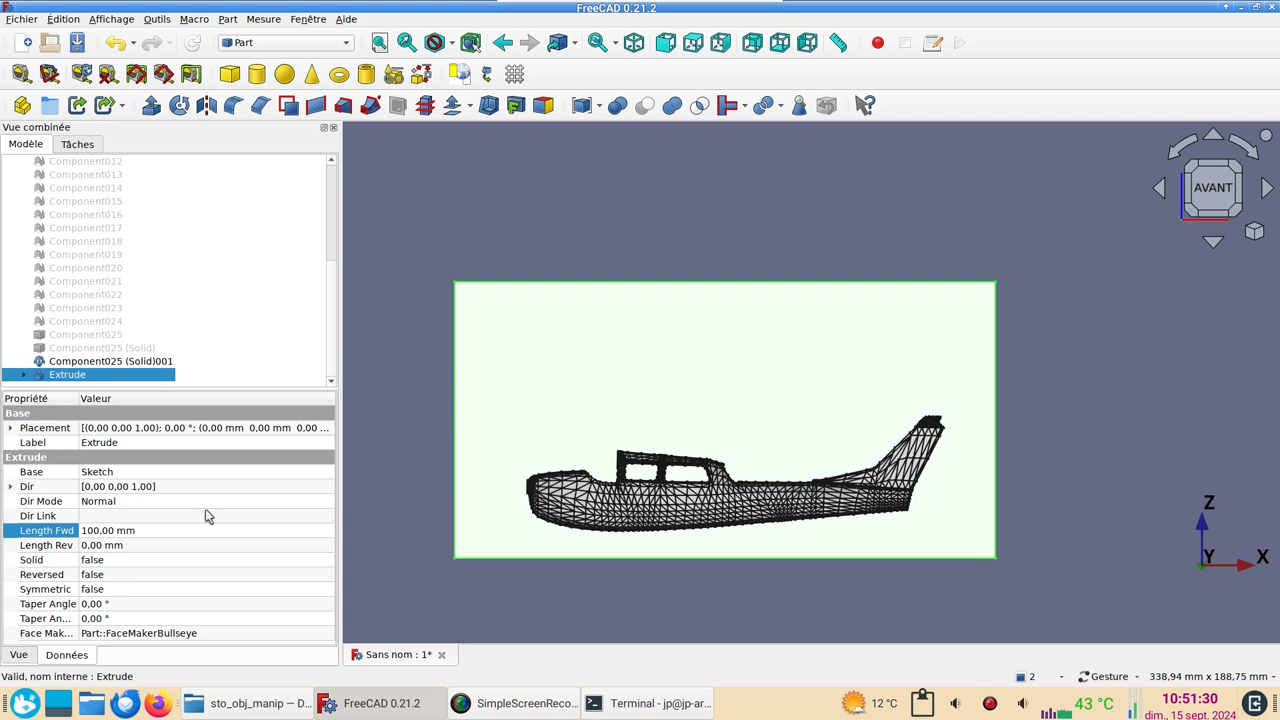 FreeCAD 0.21.2
Fichier Édition Affichage Outils Macro Part Mesure Fenêtre Aide
Part
Vue combinée
Modèle Tâches
Component012
Component013
Component014
Component015
Component016
Component017
Component018
Component019
Component020
Component021
Component022
Component023
Component024
Component025
Component025 (Solid)
Component025 (Solid)001
Extrude
Propriété Valeur
Base
Placement [(0,00 0,00 1,00); 0,00 °; (0,00 mm 0,00 mm 0,00 ...
Label Extrude
Extrude
Base Sketch
Dir [0,00 0,00 1,00]
Dir Mode Normal
Dir Link
Length Fwd 100,00 mm
Length Rev 0,00 mm
Solid false
Reversed false
Symmetric false
Taper Angle 0,00 °
Taper An... 0,00 °
Face Mak... Part::FaceMakerBullseye
Vue Données
AVANT
Z
Y X
Sans nom : 1*
Valid, nom interne : Extrude
2 Gesture 338,94 mm x 188,75 mm
sto_obj_manip — D...
FreeCAD 0.21.2
SimpleScreenReco...
Terminal - jp@jp-ar...
12 °C
43 °C
10:51:30
dim., 15 sept. 2024